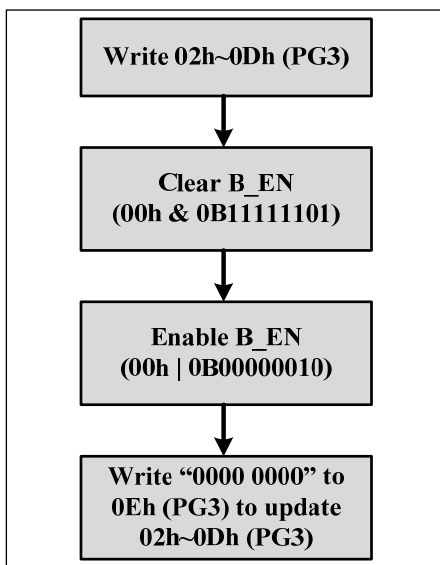 Write 02h~0Dh (PG3)
Clear B_EN
(00h & 0B11111101)
Enable B_EN
(00h | 0B00000010)
Write “0000 0000” to
0Eh (PG3) to update
02h~0Dh (PG3)